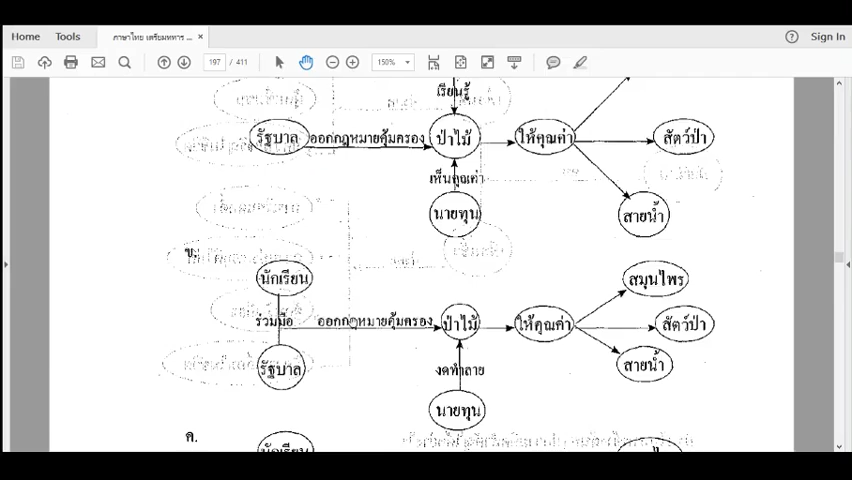 Home Tools ภาษาไทย เตรียมทหาร ... × Sign In
197 / 411 150%
เรียนรู้
รัฐบาล ออกกฎหมายคุ้มครอง ป่าไม้ ให้คุณค่า สัตว์ป่า
เห็นคุณค่า
นายทุน สายน้ำ
ข.
นักเรียน สมุนไพร
ร่วมมือ ออกกฎหมายคุ้มครอง ป่าไม้ ให้คุณค่า สัตว์ป่า
รัฐบาล งดทำลาย สายน้ำ
นายทุน
ค.
นักเรียน